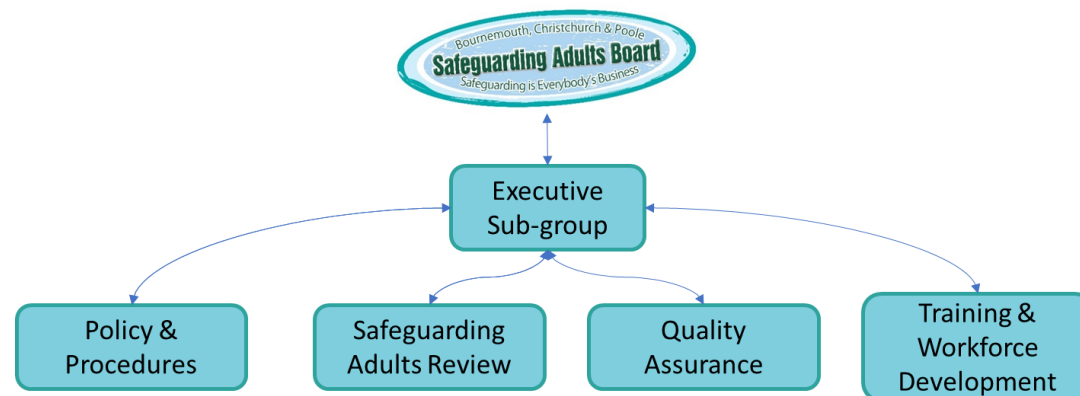 Bournemouth, Christchurch & Poole
Safeguarding Adults Board
Safeguarding is Everybody's Business
Executive
Sub-group
Policy &
Procedures
Safeguarding
Adults Review
Quality
Assurance
Training &
Workforce
Development